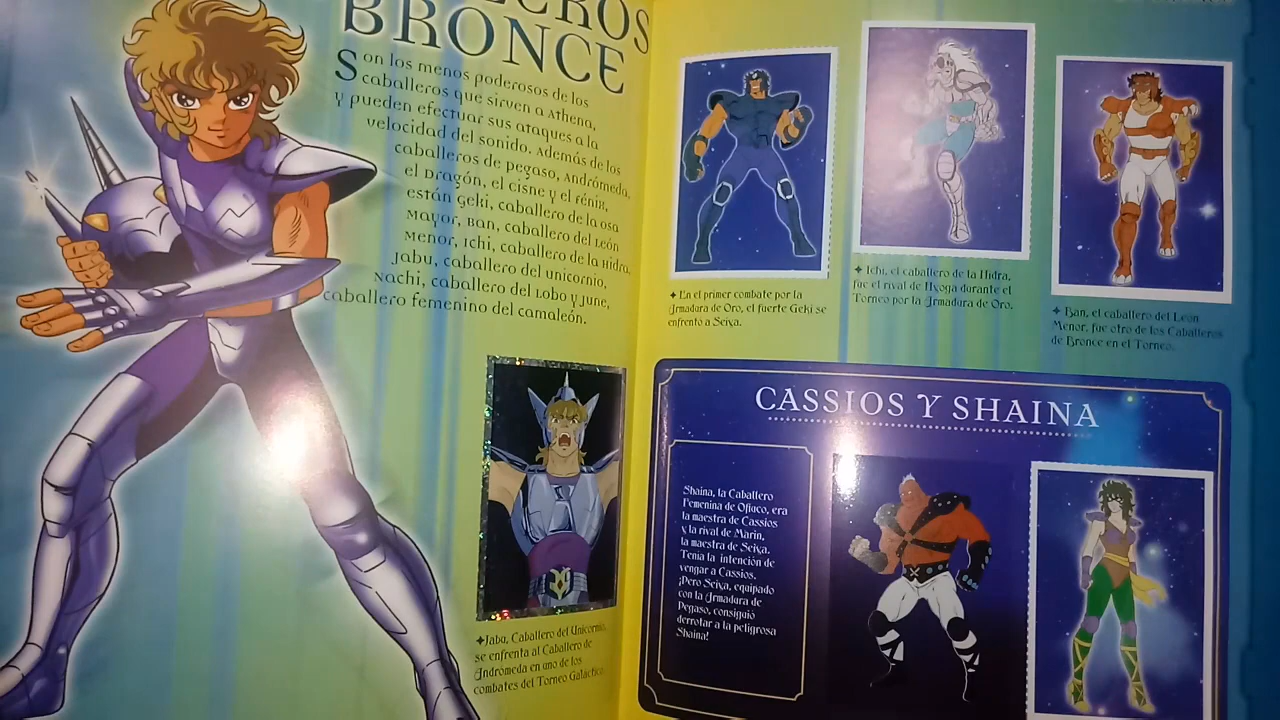 BRONCE
Son los menos poderosos de los
caballeros que sirven a Athena,
y pueden efectuar sus ataques a la
velocidad del sonido. Además de los
caballeros de pegaso, Andrómeda,
el Dragón, el cisne y el fénix,
están Geki, caballero de la osa
Mayor, Ban, caballero del León
Menor, Ichi, caballero de la Hidra,
Jabu, caballero del unicornio,
Nachi, caballero del Lobo y June,
caballero femenino del camaleón.
Jabu, Caballero del Unicornio,
se enfrenta al Caballero de
Andrómeda en uno de los
combates del Torneo Galáctico.
En el primer combate por la
Armadura de Oro, el fuerte Geki se
enfrentó a Seiya.
Ichi, el caballero de la Hidra,
fue el rival de Hyoga durante el
Torneo por la Armadura de Oro.
Ban, el caballero del León
Menor, fue otro de los Caballeros
de Bronce en el Torneo.
CASSIOS Y SHAINA
Shaina, la Caballero
Femenina de Ofiuco, era
la maestra de Cassios
y la rival de Marin,
la maestra de Seiya.
Tenía la intención de
vengar a Cassios.
¡Pero Seiya, equipado
con la Armadura de
Pegaso, consiguió
derrotar a la peligrosa
Shaina!